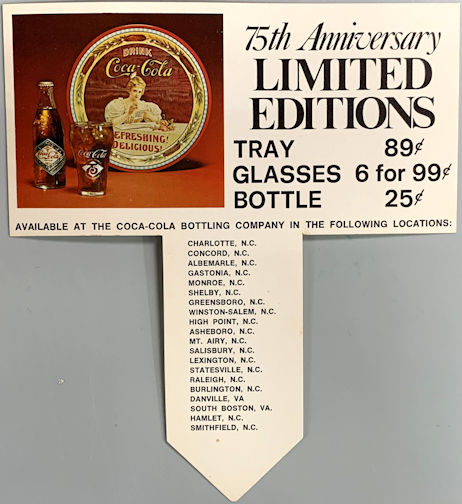 DRINK
Coca-Cola
REFRESHING!
DELICIOUS!
Coca-Cola
75
75th Anniversary
LIMITED
EDITIONS
TRAY 89¢
GLASSES 6 for 99¢
BOTTLE 25¢
AVAILABLE AT THE COCA-COLA BOTTLING COMPANY IN THE FOLLOWING LOCATIONS:
CHARLOTTE, N.C.
CONCORD, N.C.
ALBEMARLE, N.C.
GASTONIA, N.C.
MONROE, N.C.
SHELBY, N.C.
GREENSBORO, N.C.
WINSTON-SALEM, N.C.
HIGH POINT, N.C.
ASHEBORO, N.C.
MT. AIRY, N.C.
SALISBURY, N.C.
LEXINGTON, N.C.
STATESVILLE, N.C.
RALEIGH, N.C.
BURLINGTON, N.C.
DANVILLE, VA
SOUTH BOSTON, VA.
HAMLET, N.C.
SMITHFIELD, N.C.